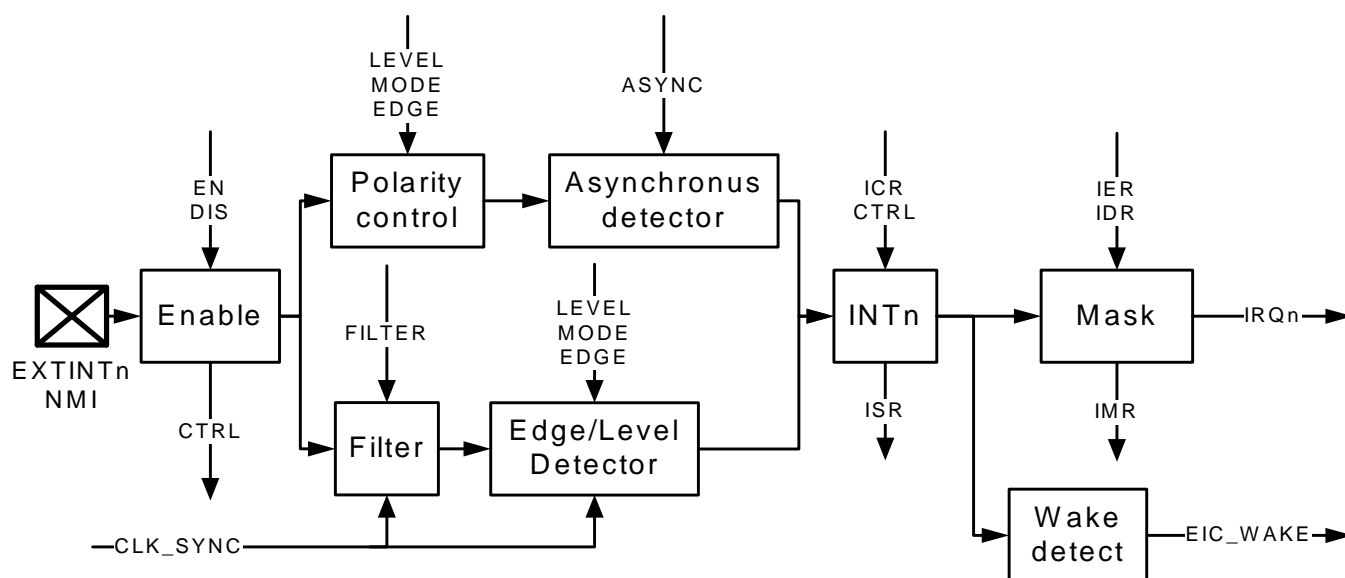 LEVEL
MODE
EDGE
ASYNC
EN
DIS
Polarity
control
Asynchronus
detector
ICR
CTRL
IER
IDR
EXTINTn
NMI
Enable
FILTER
LEVEL
MODE
EDGE
INTn
Mask
IRQn
CTRL
Filter
Edge/Level
Detector
ISR
IMR
CLK_SYNC
Wake
detect
EIC_WAKE